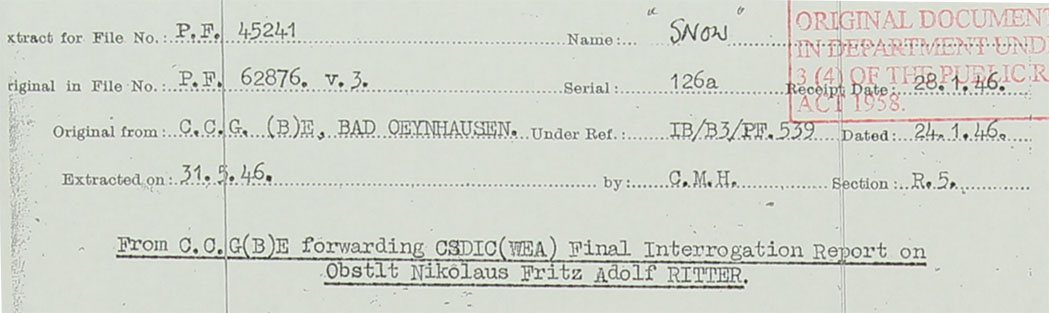 xtract for File No.: P.F. 45241 Name: "SNOW"
riginal in File No.: P.F. 62876. v.3. Serial: 126a Receipt Date: 28.1.46.
Original from: C.C.G. (B)E, BAD OEYNHAUSEN. Under Ref.: IB/B3/PF.539 Dated: 24.1.46.
Extracted on: 31.5.46. by: C.M.H. Section: R.5.
ORIGINAL DOCUMENT
IN DEPARTMENT UND
3 (4) OF THE PUBLIC R
ACT 1958.
From C.C.G(B)E forwarding CSDIC(WEA) Final Interrogation Report on
Obstlt Nikolaus Fritz Adolf RITTER.